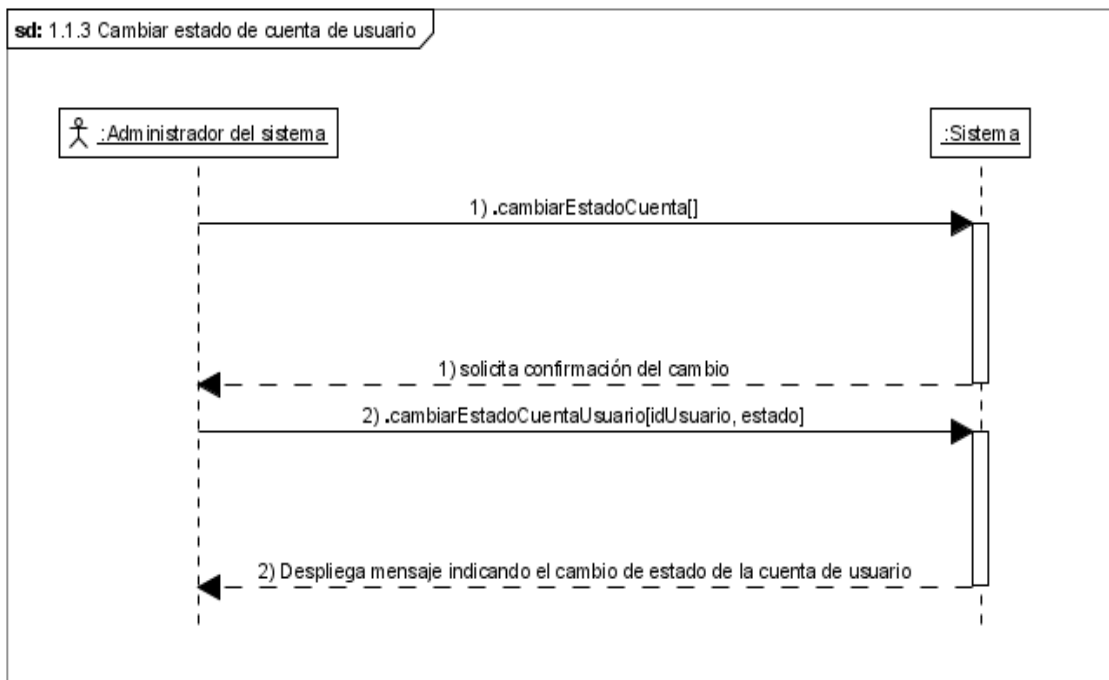 sd: 1.1.3 Cambiar estado de cuenta de usuario
:Administrador del sistema
:Sistema
1) .cambiarEstadoCuenta[]
1) solicita confirmación del cambio
2) .cambiarEstadoCuentaUsuario[idUsuario, estado]
2) Despliega mensaje indicando el cambio de estado de la cuenta de usuario